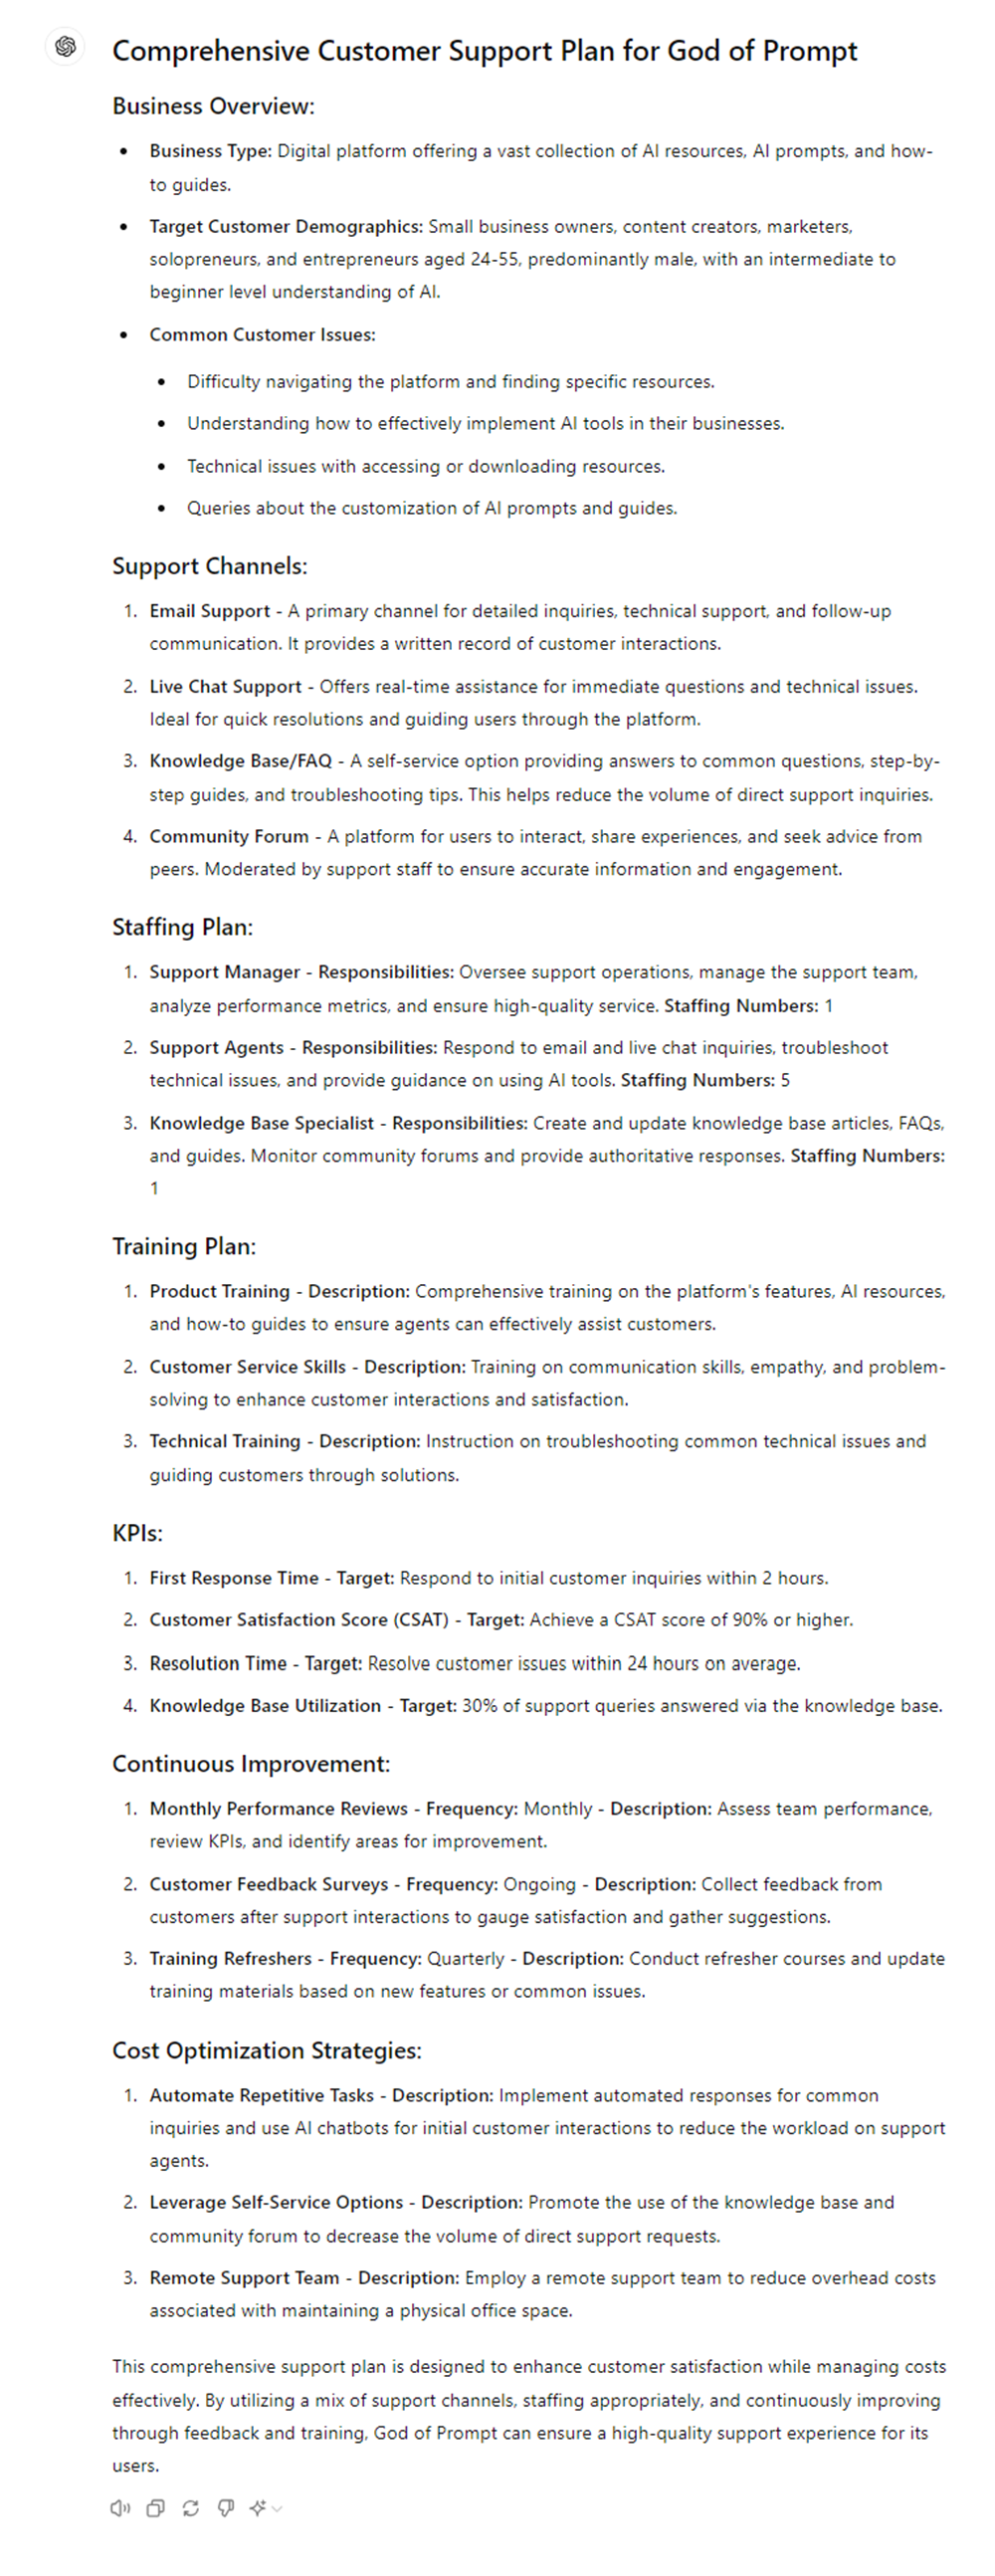 Comprehensive Customer Support Plan for God of Prompt
Business Overview:
• Business Type: Digital platform offering a vast collection of AI resources, AI prompts, and how-
to guides.
• Target Customer Demographics: Small business owners, content creators, marketers,
solopreneurs, and entrepreneurs aged 24-55, predominantly male, with an intermediate to
beginner level understanding of AI.
• Common Customer Issues:
• Difficulty navigating the platform and finding specific resources.
• Understanding how to effectively implement AI tools in their businesses.
• Technical issues with accessing or downloading resources.
• Queries about the customization of AI prompts and guides.
Support Channels:
1. Email Support - A primary channel for detailed inquiries, technical support, and follow-up
communication. It provides a written record of customer interactions.
2. Live Chat Support - Offers real-time assistance for immediate questions and technical issues.
Ideal for quick resolutions and guiding users through the platform.
3. Knowledge Base/FAQ - A self-service option providing answers to common questions, step-by-
step guides, and troubleshooting tips. This helps reduce the volume of direct support inquiries.
4. Community Forum - A platform for users to interact, share experiences, and seek advice from
peers. Moderated by support staff to ensure accurate information and engagement.
Staffing Plan:
1. Support Manager - Responsibilities: Oversee support operations, manage the support team,
analyze performance metrics, and ensure high-quality service. Staffing Numbers: 1
2. Support Agents - Responsibilities: Respond to email and live chat inquiries, troubleshoot
technical issues, and provide guidance on using AI tools. Staffing Numbers: 5
3. Knowledge Base Specialist - Responsibilities: Create and update knowledge base articles, FAQs,
and guides. Monitor community forums and provide authoritative responses. Staffing Numbers:
1
Training Plan:
1. Product Training - Description: Comprehensive training on the platform's features, AI resources,
and how-to guides to ensure agents can effectively assist customers.
2. Customer Service Skills - Description: Training on communication skills, empathy, and problem-
solving to enhance customer interactions and satisfaction.
3. Technical Training - Description: Instruction on troubleshooting common technical issues and
guiding customers through solutions.
KPIs:
1. First Response Time - Target: Respond to initial customer inquiries within 2 hours.
2. Customer Satisfaction Score (CSAT) - Target: Achieve a CSAT score of 90% or higher.
3. Resolution Time - Target: Resolve customer issues within 24 hours on average.
4. Knowledge Base Utilization - Target: 30% of support queries answered via the knowledge base.
Continuous Improvement:
1. Monthly Performance Reviews - Frequency: Monthly - Description: Assess team performance,
review KPIs, and identify areas for improvement.
2. Customer Feedback Surveys - Frequency: Ongoing - Description: Collect feedback from
customers after support interactions to gauge satisfaction and gather suggestions.
3. Training Refreshers - Frequency: Quarterly - Description: Conduct refresher courses and update
training materials based on new features or common issues.
Cost Optimization Strategies:
1. Automate Repetitive Tasks - Description: Implement automated responses for common
inquiries and use AI chatbots for initial customer interactions to reduce the workload on support
agents.
2. Leverage Self-Service Options - Description: Promote the use of the knowledge base and
community forum to decrease the volume of direct support requests.
3. Remote Support Team - Description: Employ a remote support team to reduce overhead costs
associated with maintaining a physical office space.
This comprehensive support plan is designed to enhance customer satisfaction while managing costs
effectively. By utilizing a mix of support channels, staffing appropriately, and continuously improving
through feedback and training, God of Prompt can ensure a high-quality support experience for its
users.